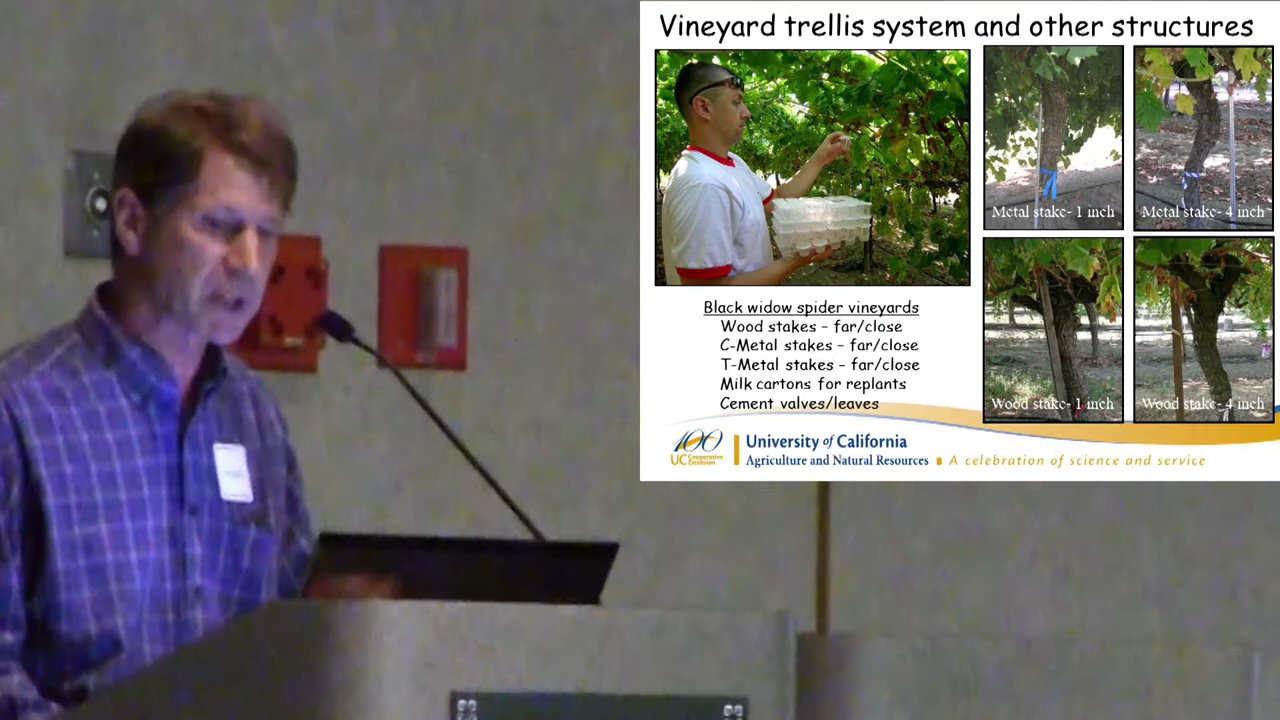 Vineyard trellis system and other structures
Metal stake- 1 inch
Metal stake- 4 inch
Black widow spider vineyards
Wood stakes - far/close
C-Metal stakes - far/close
T-Metal stakes - far/close
Milk cartons for replants
Cement valves/leaves
Wood stake- 1 inch
Wood stake- 4 inch
100
UC Cooperative
Extension
University of California
Agriculture and Natural Resources
A celebration of science and service